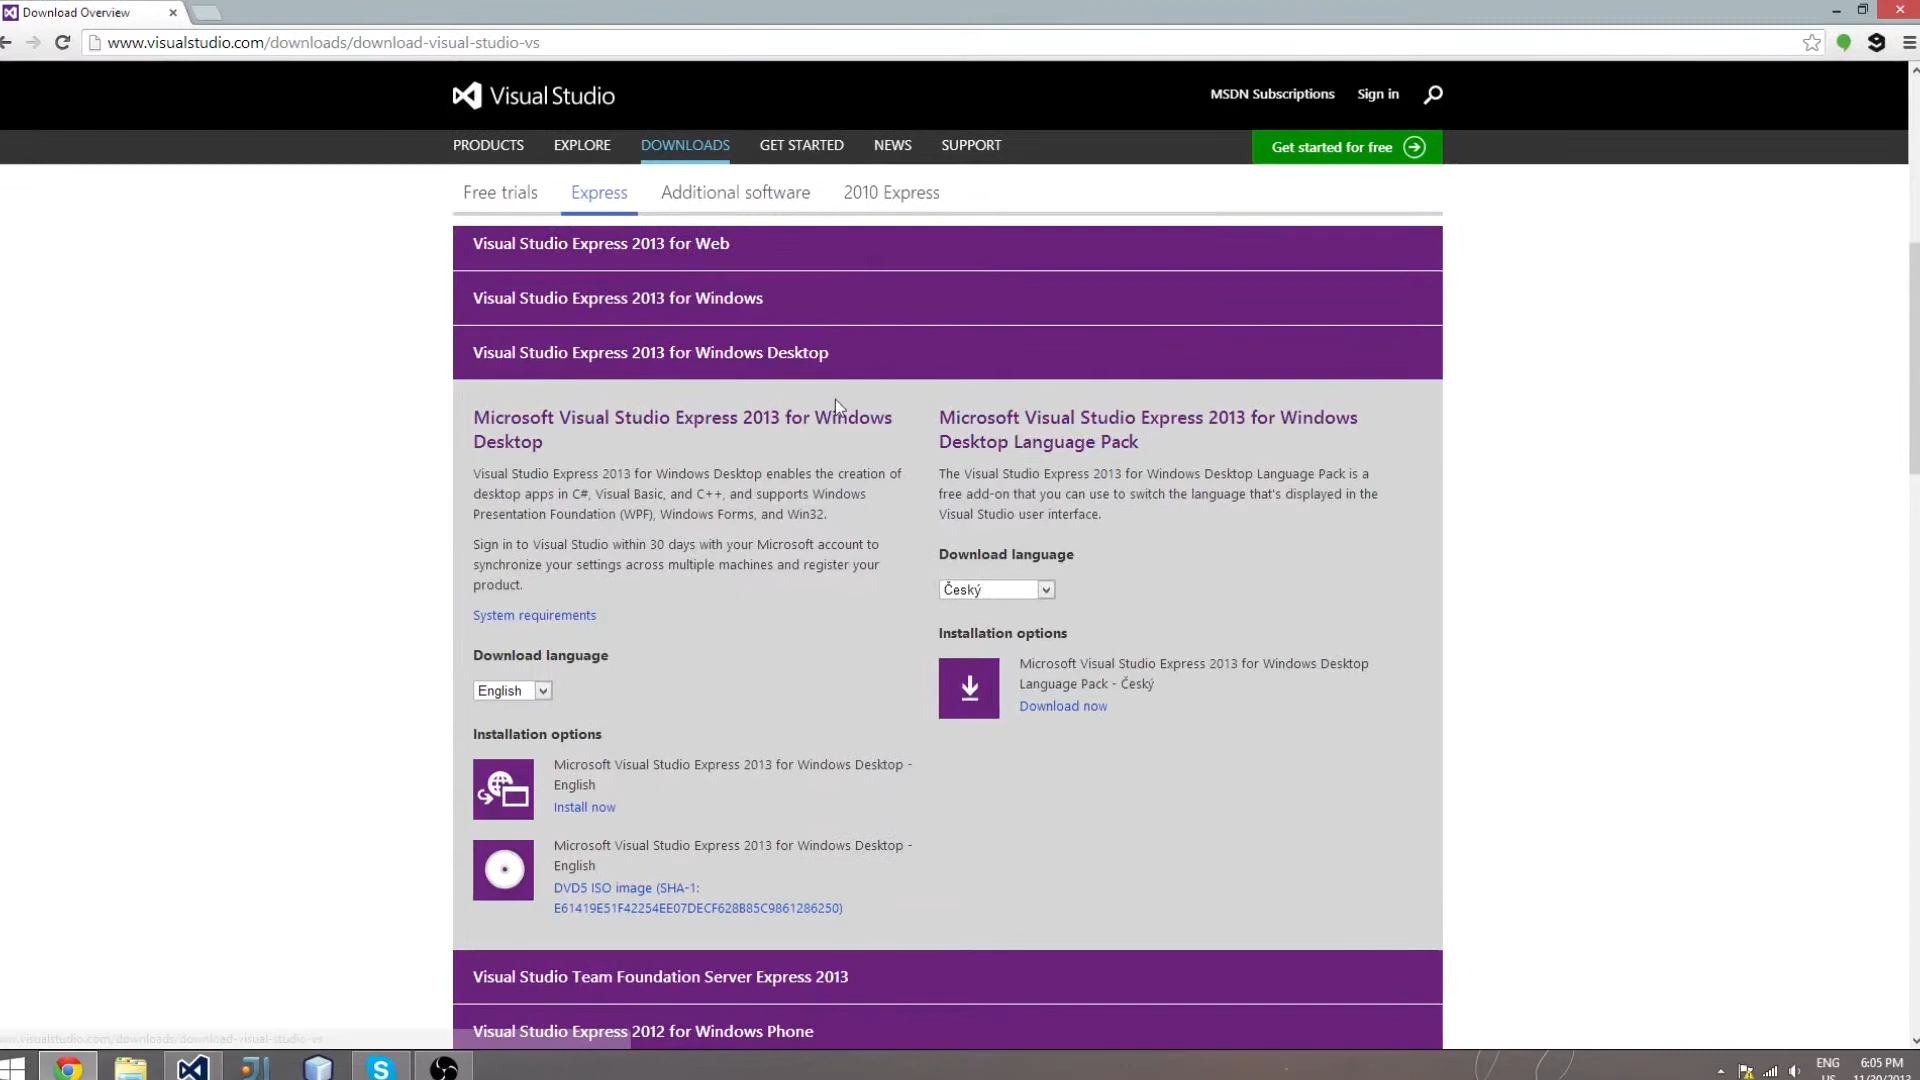 Download Overview
www.visualstudio.com/downloads/download-visual-studio-vs
Visual Studio
MSDN Subscriptions
Sign in
PRODUCTS
EXPLORE
DOWNLOADS
GET STARTED
NEWS
SUPPORT
Get started for free
Free trials
Express
Additional software
2010 Express
Visual Studio Express 2013 for Web
Visual Studio Express 2013 for Windows
Visual Studio Express 2013 for Windows Desktop
Microsoft Visual Studio Express 2013 for Windows
Desktop
Visual Studio Express 2013 for Windows Desktop enables the creation of
desktop apps in C#, Visual Basic, and C++, and supports Windows
Presentation Foundation (WPF), Windows Forms, and Win32.
Sign in to Visual Studio within 30 days with your Microsoft account to
synchronize your settings across multiple machines and register your
product.
System requirements
Download language
English
Installation options
Microsoft Visual Studio Express 2013 for Windows Desktop -
English
Install now
Microsoft Visual Studio Express 2013 for Windows Desktop -
English
DVD5 ISO image (SHA-1:
E61419E51F42254EE07DECF628B85C9861286250)
Microsoft Visual Studio Express 2013 for Windows
Desktop Language Pack
The Visual Studio Express 2013 for Windows Desktop Language Pack is a
free add-on that you can use to switch the language that's displayed in the
Visual Studio user interface.
Download language
Český
Installation options
Microsoft Visual Studio Express 2013 for Windows Desktop
Language Pack - Český
Download now
Visual Studio Team Foundation Server Express 2013
Visual Studio Express 2012 for Windows Phone
www.visualstudio.com/downloads/download-visual-studio-vs
ENG
6:05 PM